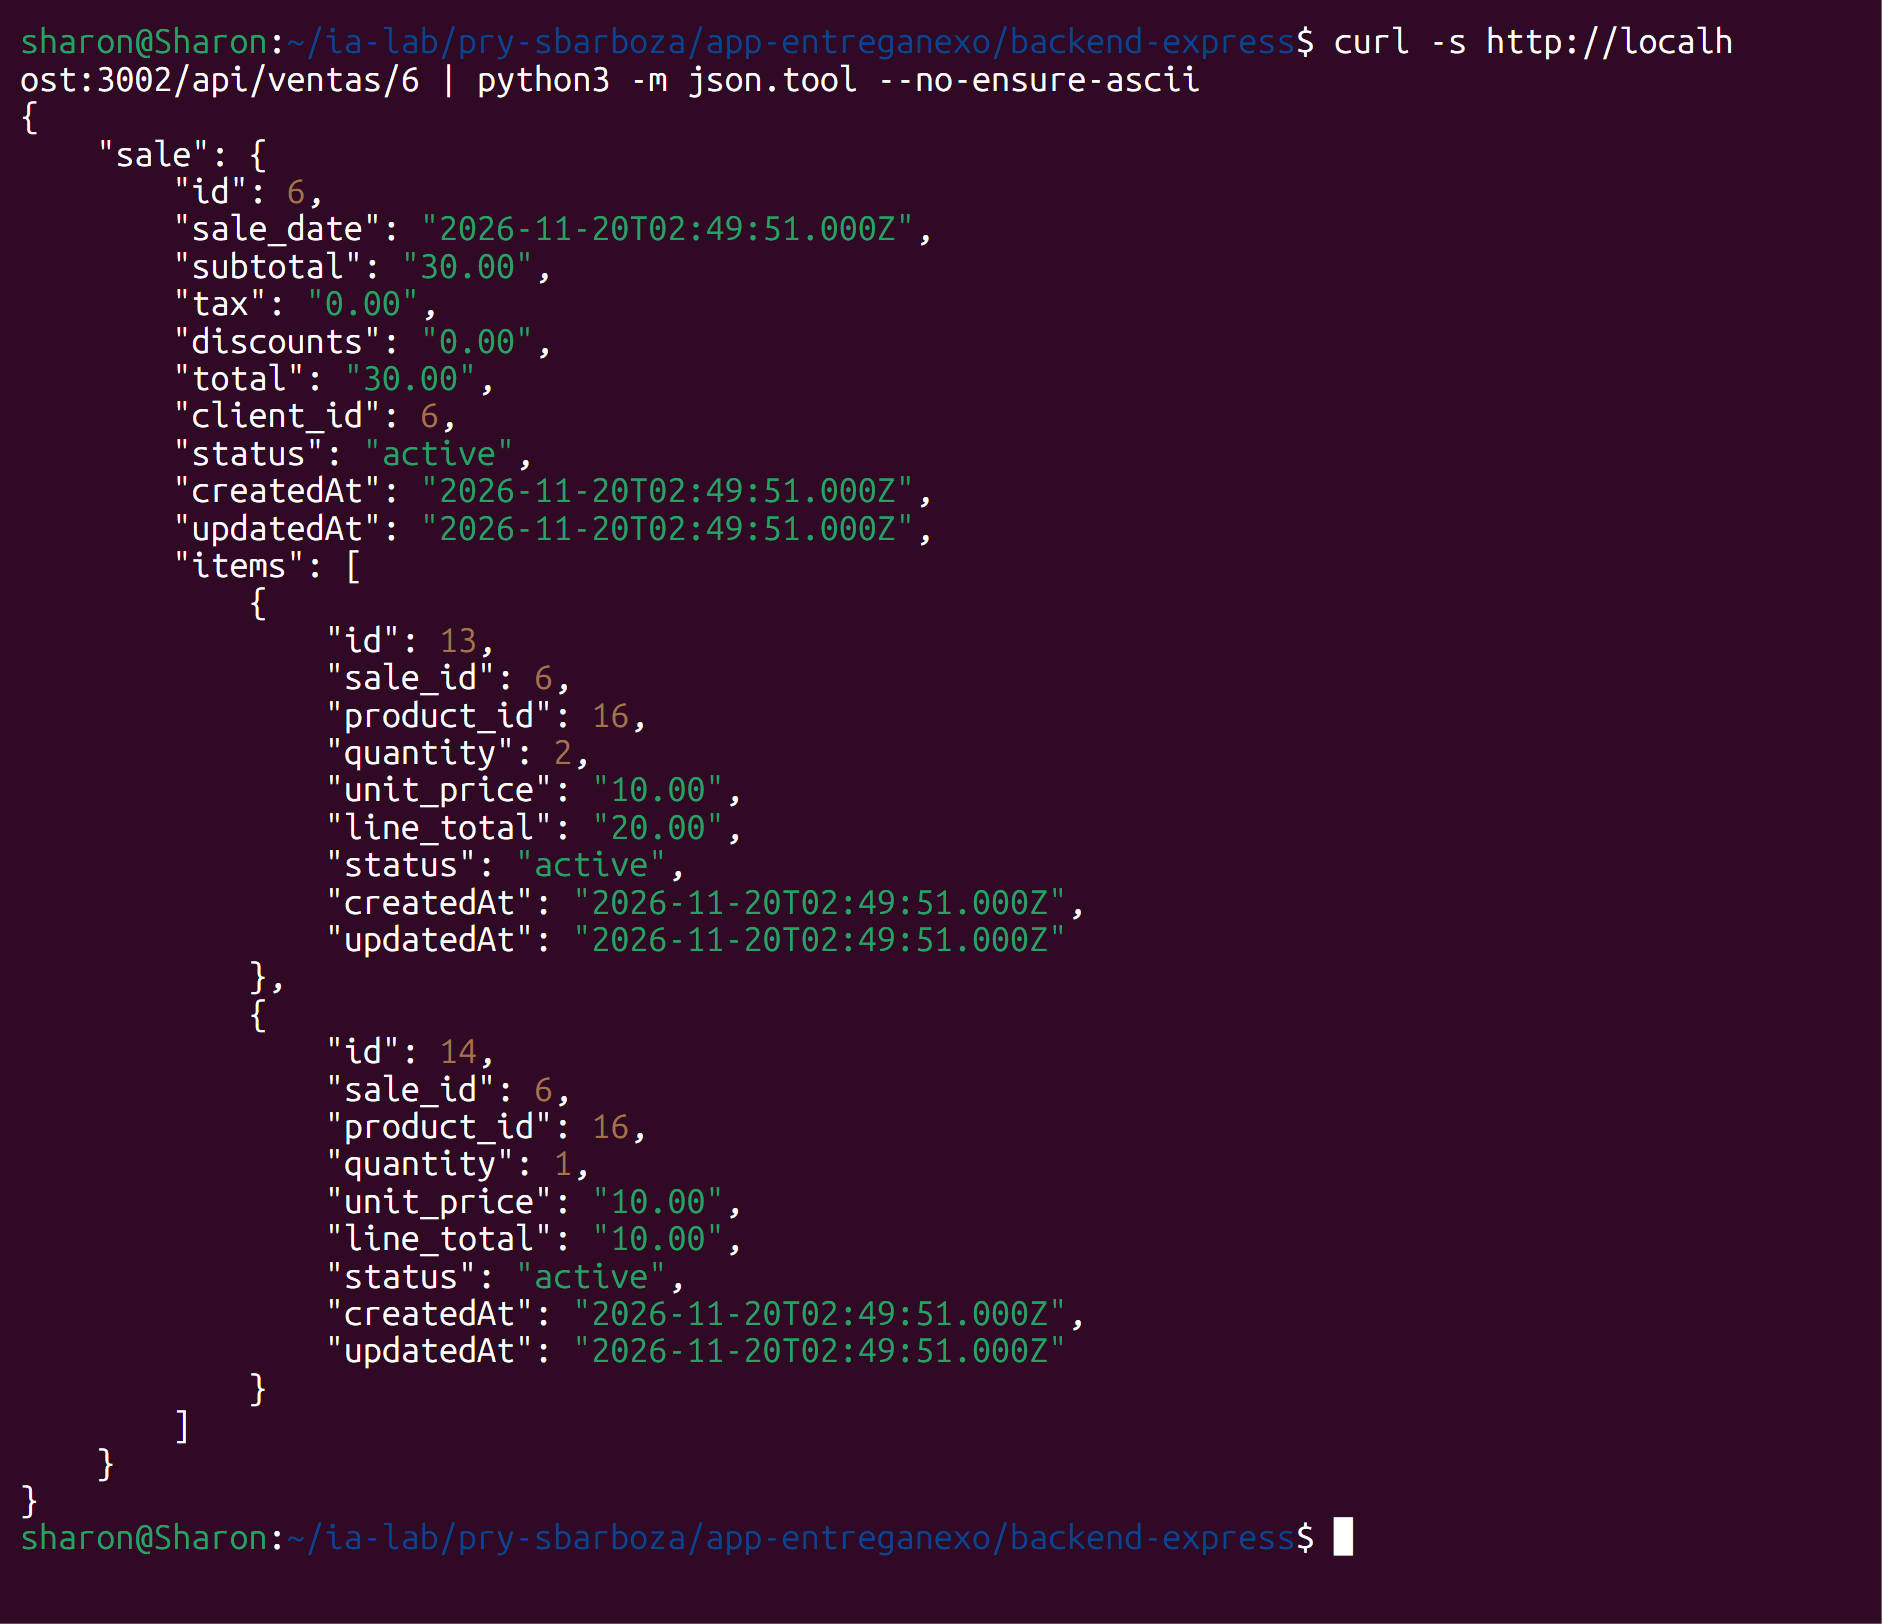 sharon@Sharon:~/ia-lab/pry-sbarboza/app-entreganexo/backend-express$ curl -s http://localh
ost:3002/api/ventas/6 | python3 -m json.tool --no-ensure-ascii
{
    "sale": {
        "id": 6,
        "sale_date": "2026-11-20T02:49:51.000Z",
        "subtotal": "30.00",
        "tax": "0.00",
        "discounts": "0.00",
        "total": "30.00",
        "client_id": 6,
        "status": "active",
        "createdAt": "2026-11-20T02:49:51.000Z",
        "updatedAt": "2026-11-20T02:49:51.000Z",
        "items": [
            {
                "id": 13,
                "sale_id": 6,
                "product_id": 16,
                "quantity": 2,
                "unit_price": "10.00",
                "line_total": "20.00",
                "status": "active",
                "createdAt": "2026-11-20T02:49:51.000Z",
                "updatedAt": "2026-11-20T02:49:51.000Z"
            },
            {
                "id": 14,
                "sale_id": 6,
                "product_id": 16,
                "quantity": 1,
                "unit_price": "10.00",
                "line_total": "10.00",
                "status": "active",
                "createdAt": "2026-11-20T02:49:51.000Z",
                "updatedAt": "2026-11-20T02:49:51.000Z"
            }
        ]
    }
}
sharon@Sharon:~/ia-lab/pry-sbarboza/app-entreganexo/backend-express$